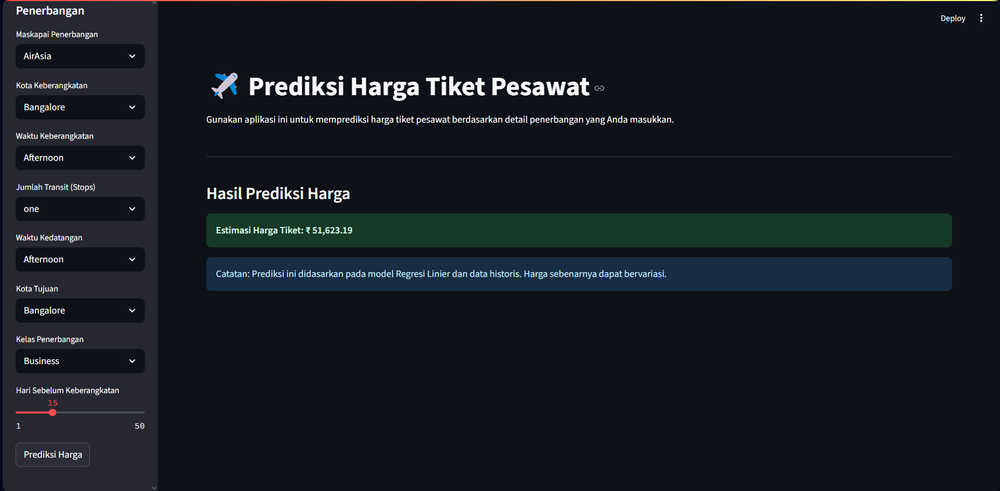 Penerbangan
Maskapai Penerbangan
AirAsia
Kota Keberangkatan
Bangalore
Waktu Keberangkatan
Afternoon
Jumlah Transit (Stops)
one
Waktu Kedatangan
Afternoon
Kota Tujuan
Bangalore
Kelas Penerbangan
Business
Hari Sebelum Keberangkatan
15
1 50
Prediksi Harga
Deploy
Prediksi Harga Tiket Pesawat
Gunakan aplikasi ini untuk memprediksi harga tiket pesawat berdasarkan detail penerbangan yang Anda masukkan.
Hasil Prediksi Harga
Estimasi Harga Tiket: ₹ 51,623.19
Catatan: Prediksi ini didasarkan pada model Regresi Linier dan data historis. Harga sebenarnya dapat bervariasi.